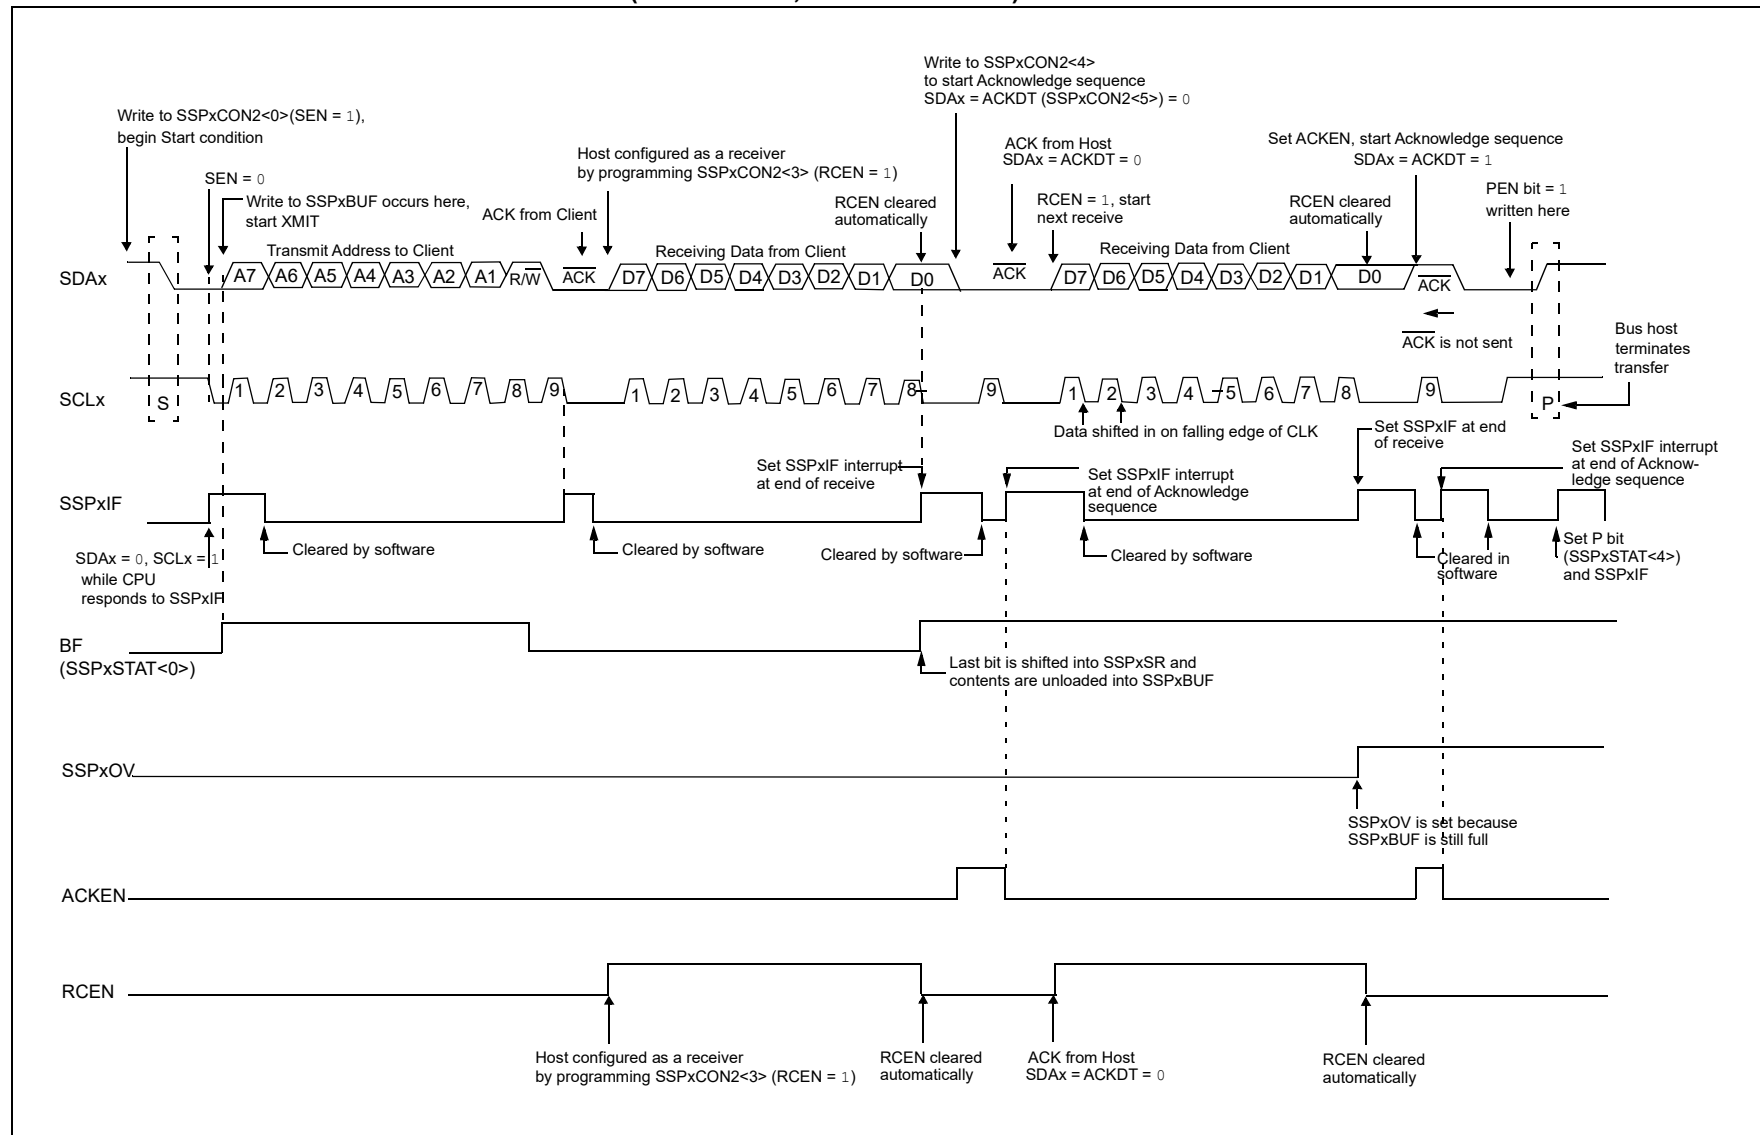 Write to SSPxCON2<4>
to start Acknowledge sequence
SDAx = ACKDT (SSPxCON2<5>) = 0
Write to SSPxCON2<0>(SEN = 1),
begin Start condition
ACK from Host
SDAx = ACKDT = 0
Set ACKEN, start Acknowledge sequence
SDAx = ACKDT = 1
Host configured as a receiver
by programming SSPxCON2<3> (RCEN = 1)
SEN = 0
Write to SSPxBUF occurs here,
start XMIT
ACK from Client
RCEN cleared
automatically
RCEN = 1, start
next receive
RCEN cleared
automatically
PEN bit = 1
written here
Transmit Address to Client
Receiving Data from Client
Receiving Data from Client
SDAx
A7 A6 A5 A4 A3 A2 A1 R/W ACK D7 D6 D5 D4 D3 D2 D1 D0 ACK D7 D6 D5 D4 D3 D2 D1 D0 ACK
ACK is not sent
Bus host
terminates
transfer
SCLx
S 1 2 3 4 5 6 7 8 9 1 2 3 4 5 6 7 8 9 1 2 3 4 5 6 7 8 9 P
Data shifted in on falling edge of CLK
Set SSPxIF at end
of receive
Set SSPxIF interrupt
at end of receive
Set SSPxIF interrupt
at end of Acknowledge
sequence
Set SSPxIF interrupt
at end of Acknow-
ledge sequence
SSPxIF
SDAx = 0, SCLx = 1
while CPU
responds to SSPxIF
Cleared by software
Cleared by software
Cleared by software
Cleared by software
Cleared in
software
Set P bit
(SSPxSTAT<4>)
and SSPxIF
BF
(SSPxSTAT<0>)
Last bit is shifted into SSPxSR and
contents are unloaded into SSPxBUF
SSPxOV
SSPxOV is set because
SSPxBUF is still full
ACKEN
RCEN
Host configured as a receiver
by programming SSPxCON2<3> (RCEN = 1)
RCEN cleared
automatically
ACK from Host
SDAx = ACKDT = 0
RCEN cleared
automatically